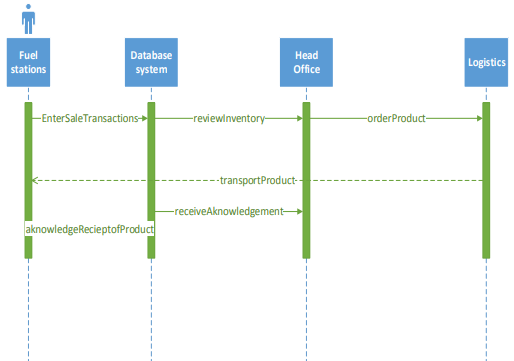 Fuel
stations
Database
system
Head
Office
Logistics
EnterSaleTransactions
reviewInventory
orderProduct
transportProduct
receiveAknowledgement
aknowledgeRecieptofProduct